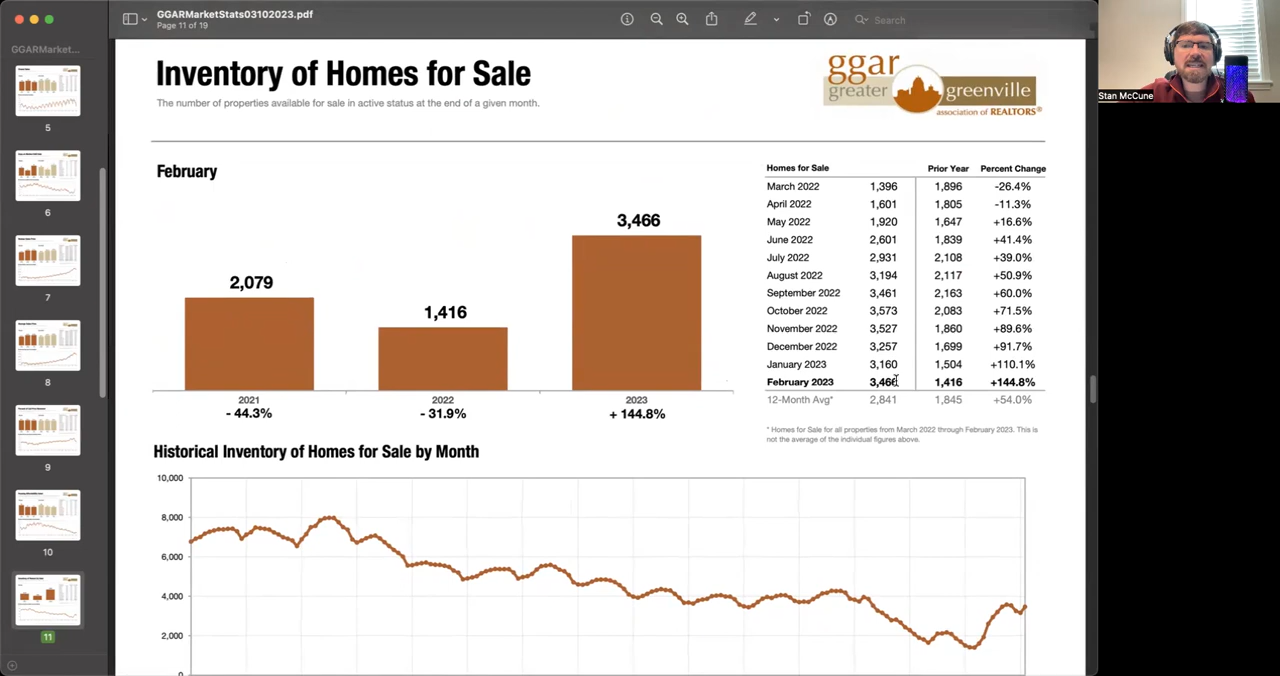 GGARMarketStats03102023.pdf
Page 11 of 19
Search
GGARMarket...
5
6
7
8
9
10
11
Inventory of Homes for Sale
The number of properties available for sale in active status at the end of a given month.
ggar
greater greenville
association of REALTORS®
Stan McCune
February
2,079
1,416
3,466
2021 2022 2023
- 44.3% - 31.9% + 144.8%
Homes for Sale Prior Year Percent Change
March 2022 1,396 1,896 -26.4%
April 2022 1,601 1,805 -11.3%
May 2022 1,920 1,647 +16.6%
June 2022 2,601 1,839 +41.4%
July 2022 2,931 2,108 +39.0%
August 2022 3,194 2,117 +50.9%
September 2022 3,461 2,163 +60.0%
October 2022 3,573 2,083 +71.5%
November 2022 3,527 1,860 +89.6%
December 2022 3,257 1,699 +91.7%
January 2023 3,160 1,504 +110.1%
February 2023 3,466 1,416 +144.8%
12-Month Avg* 2,841 1,845 +54.0%
* Homes for Sale for all properties from March 2022 through February 2023. This is
not the average of the individual figures above.
Historical Inventory of Homes for Sale by Month
10,000
8,000
6,000
4,000
2,000
0